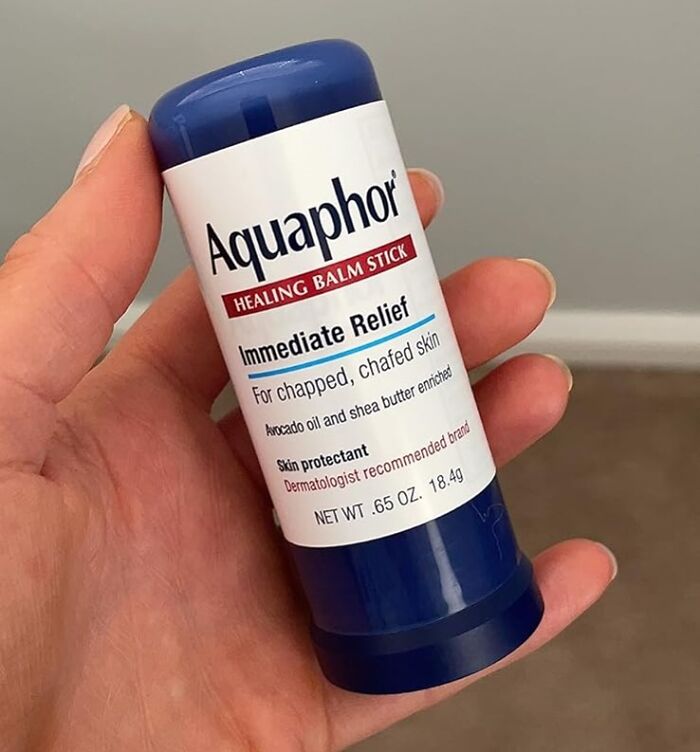 Aquaphor®
HEALING BALM STICK
Immediate Relief
For chapped, chafed skin
Avocado oil and shea butter enriched
Skin protectant
Dermatologist recommended brand
NET WT .65 OZ. 18.4g